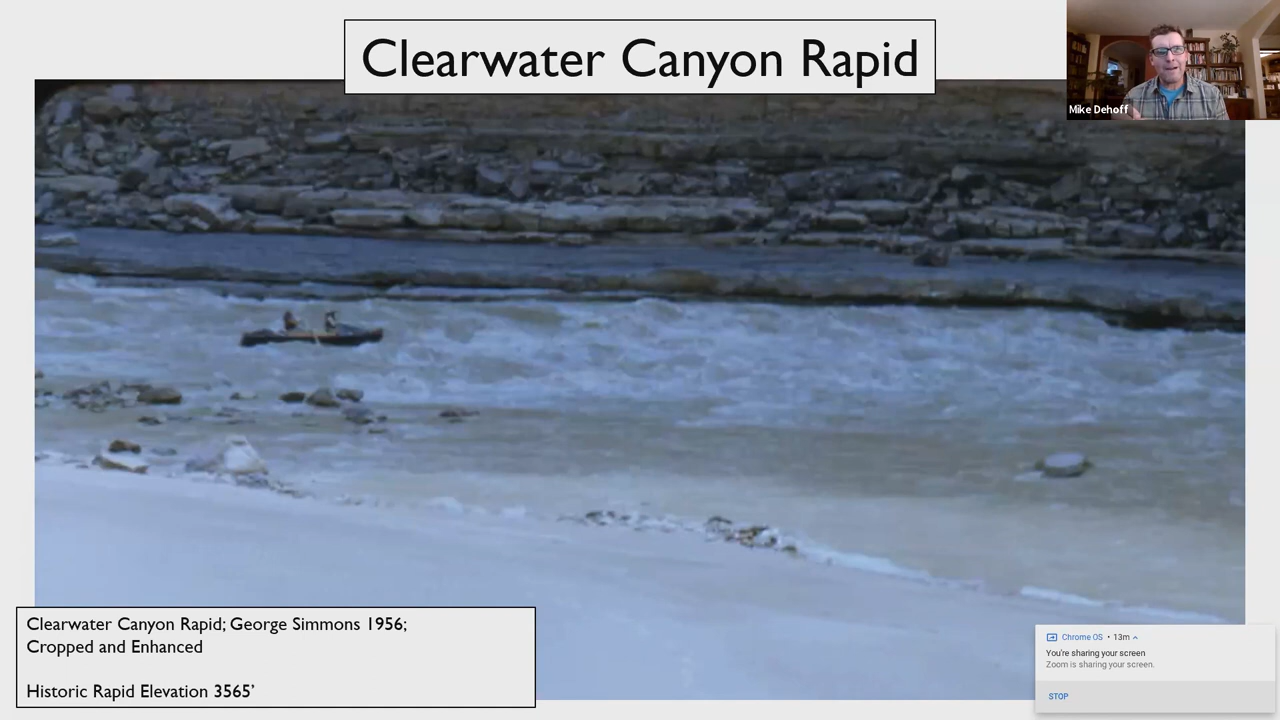 Clearwater Canyon Rapid
Mike Dehoff
Clearwater Canyon Rapid; George Simmons 1956;
Cropped and Enhanced
Historic Rapid Elevation 3565’
Chrome OS • 13m
You're sharing your screen
Zoom is sharing your screen.
STOP